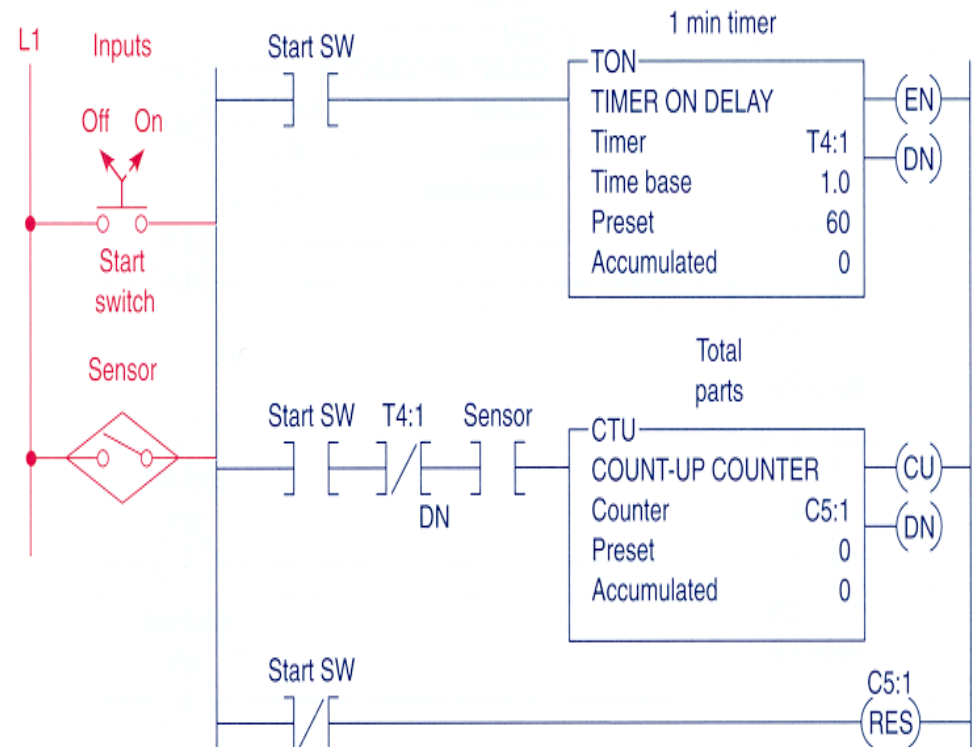 L1
Inputs
Off On
Start
switch
Sensor
1 min timer
Start SW
TON
TIMER ON DELAY
Timer T4:1
Time base 1.0
Preset 60
Accumulated 0
EN
DN
Total
parts
Start SW T4:1 Sensor
DN
CTU
COUNT-UP COUNTER
Counter C5:1
Preset 0
Accumulated 0
CU
DN
Start SW
C5:1
RES